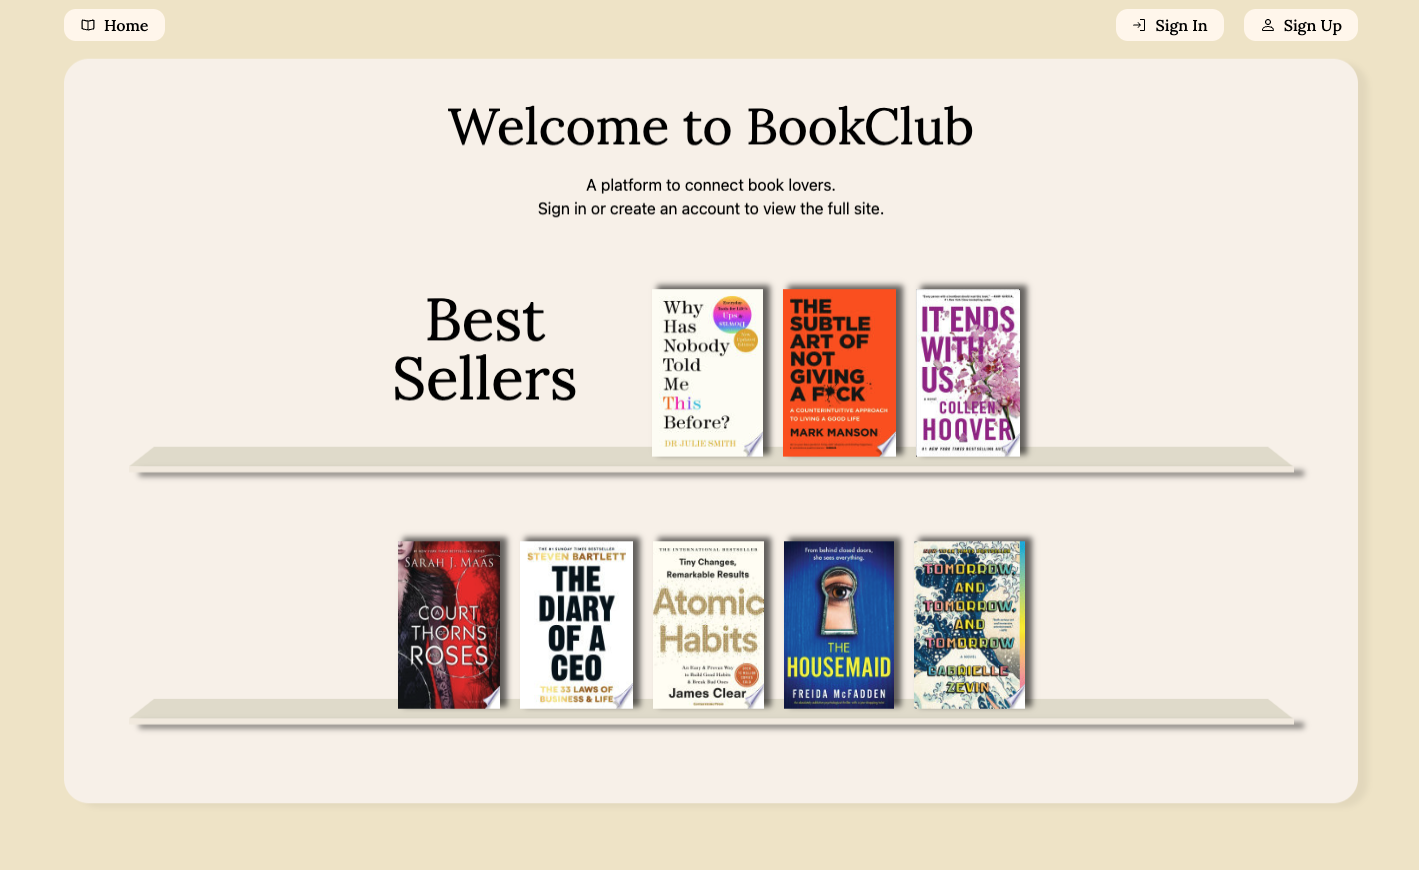 Home
Sign In
Sign Up
Welcome to BookClub
A platform to connect book lovers.
Sign in or create an account to view the full site.
Best
Sellers
Why
Has
Nobody
Told
Me
This
Before?
DR JULIE SMITH
THE
SUBTLE
ART OF
NOT
GIVING
A F*CK
A COUNTERINTUITIVE APPROACH
TO LIVING A GOOD LIFE
MARK MANSON
IT ENDS
WITH
US
A NOVEL
COLLEEN
HOOVER
#1 NEW YORK TIMES BESTSELLING
SARAH J. MAAS
A
COURT
OF
THORNS
AND
ROSES
THE #1 SUNDAY TIMES BESTSELLER
STEVEN BARTLETT
THE
DIARY
OF A
CEO
THE 33 LAWS OF
BUSINESS & LIFE
THE INTERNATIONAL BESTSELLER
Tiny Changes,
Remarkable Results
Atomic
Habits
An Easy & Proven Way
to Build Good Habits
& Break Bad Ones
James Clear
From behind closed doors,
she sees everything.
THE
HOUSEMAID
FREIDA McFADDEN
TOMORROW,
AND
TOMORROW,
AND
TOMORROW
A NOVEL
GABRIELLE
ZEVIN